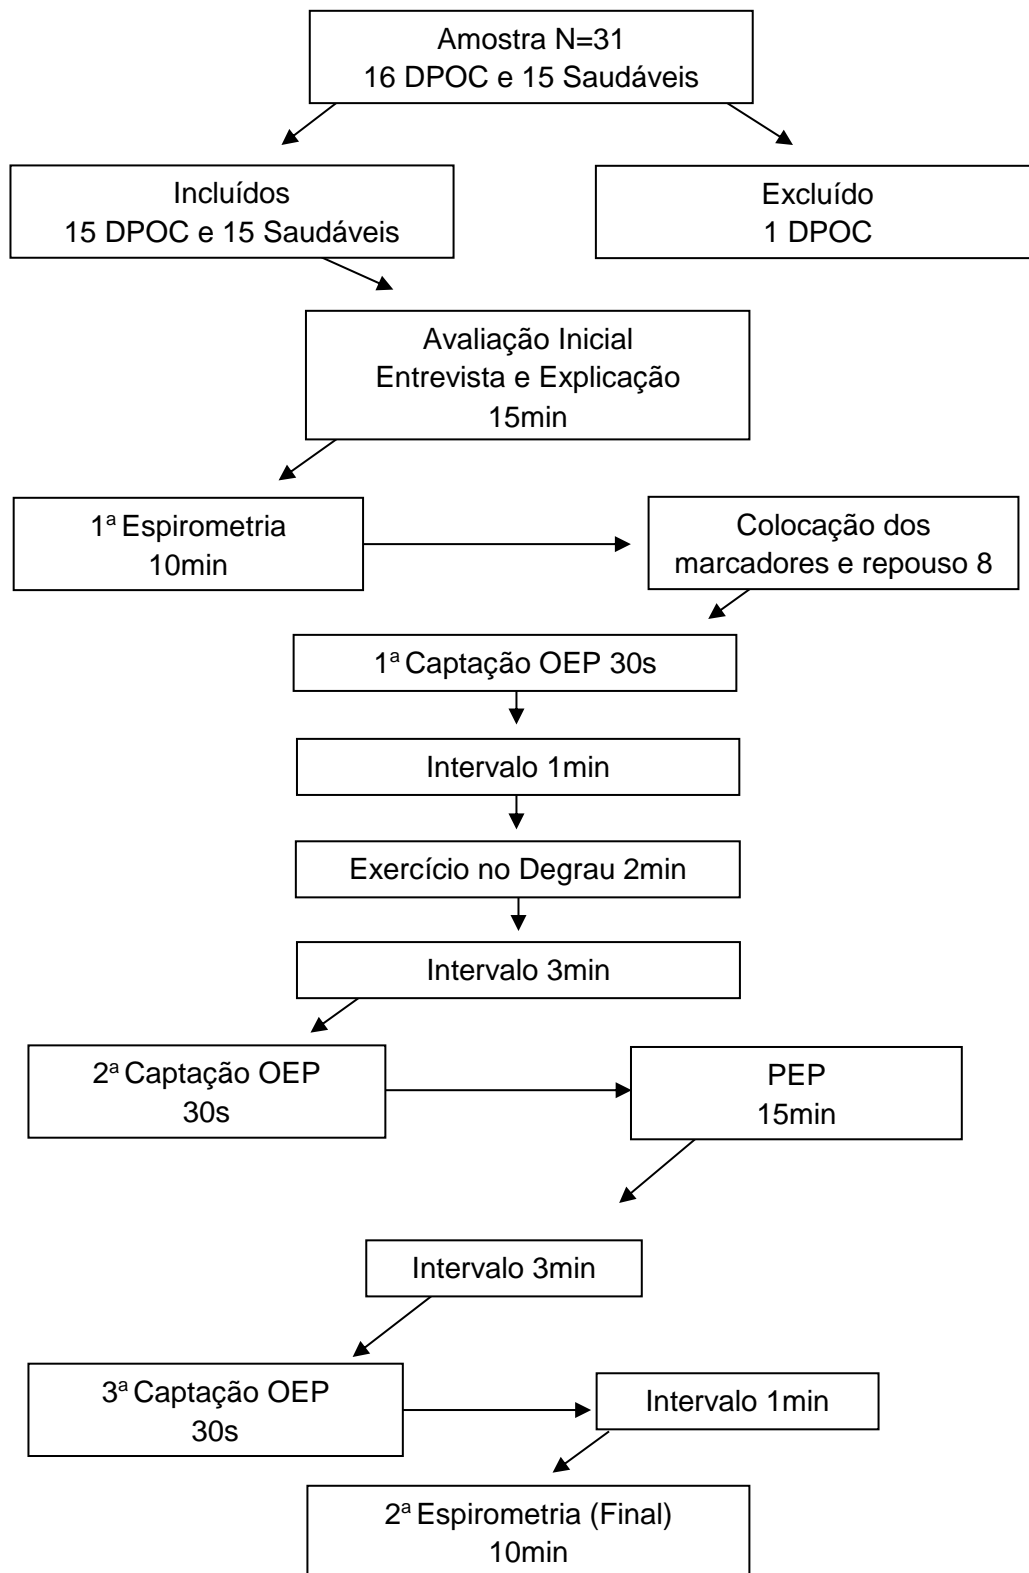 Amostra N=31
16 DPOC e 15 Saudáveis
Incluídos
15 DPOC e 15 Saudáveis
Excluído
1 DPOC
Avaliação Inicial
Entrevista e Explicação
15min
1ª Espirometria
10min
Colocação dos
marcadores e repouso 8
1ª Captação OEP 30s
Intervalo 1min
Exercício no Degrau 2min
Intervalo 3min
2ª Captação OEP
30s
PEP
15min
Intervalo 3min
3ª Captação OEP
30s
Intervalo 1min
2ª Espirometria (Final)
10min